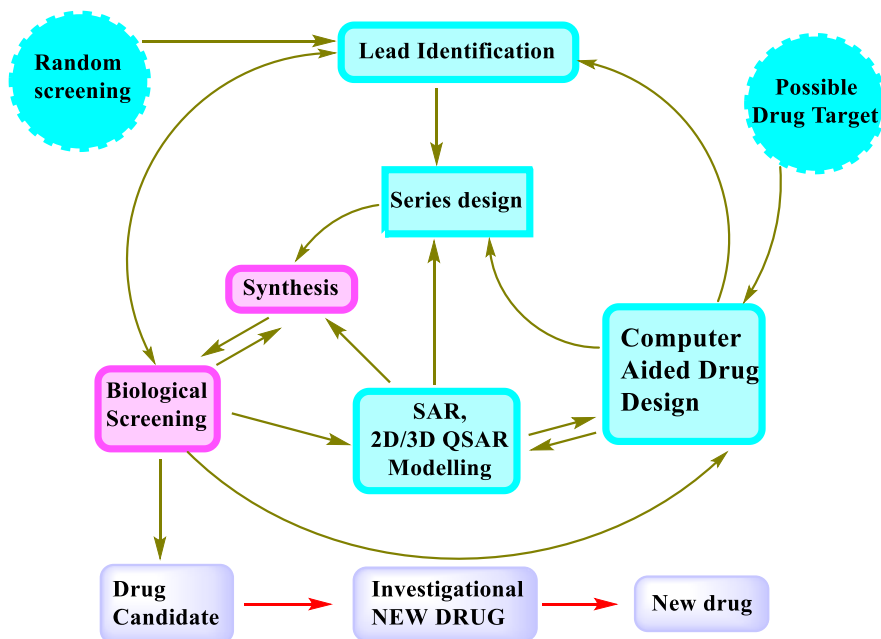 Random
screening
Lead Identification
Possible
Drug Target
Series design
Synthesis
Computer
Aided Drug
Design
Biological
Screening
SAR,
2D/3D QSAR
Modelling
Drug
Candidate
Investigational
NEW DRUG
New drug